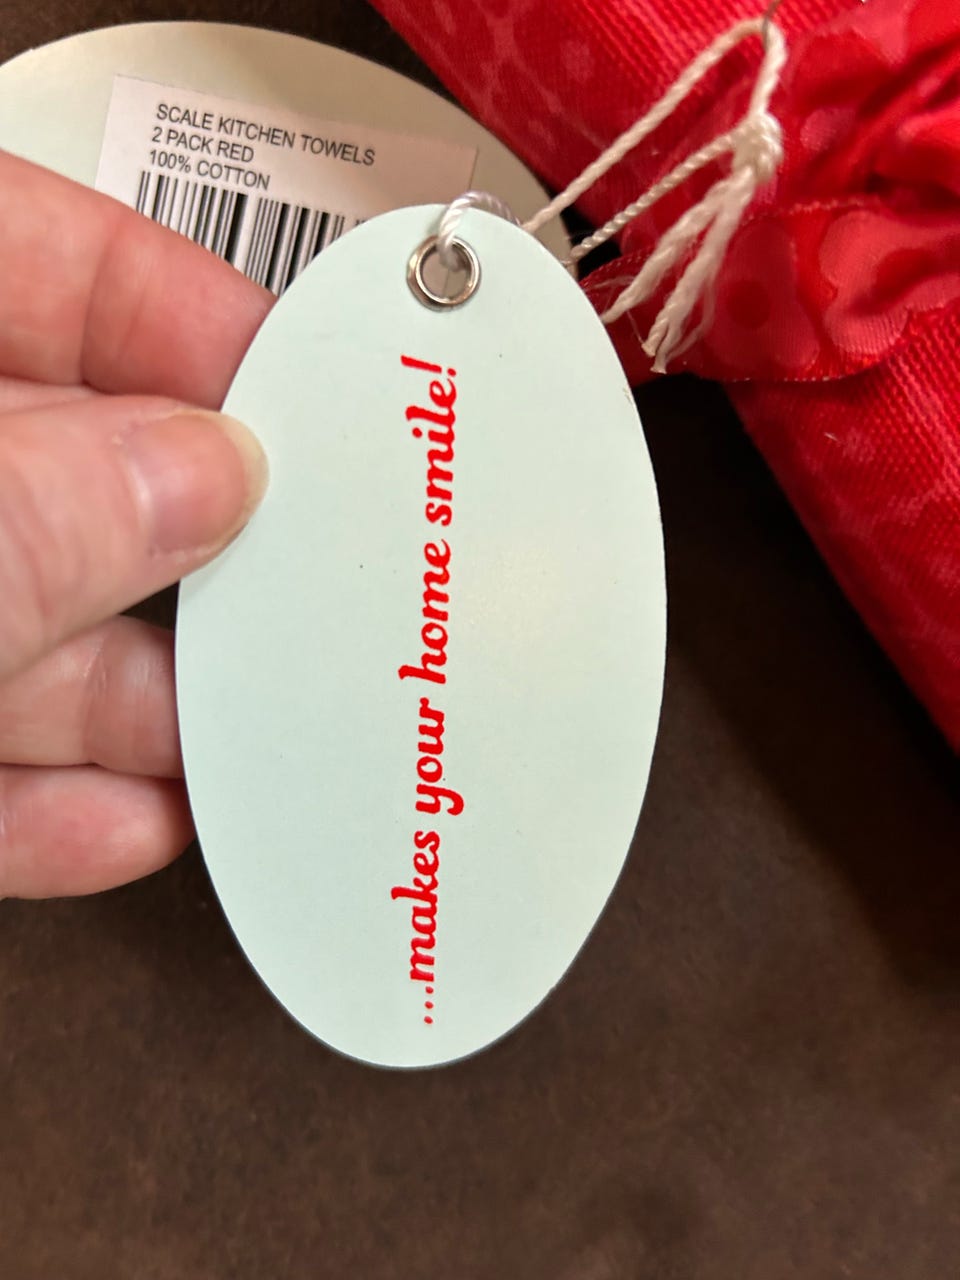 SCALE KITCHEN TOWELS
2 PACK RED
100% COTTON
...makes your home smile!